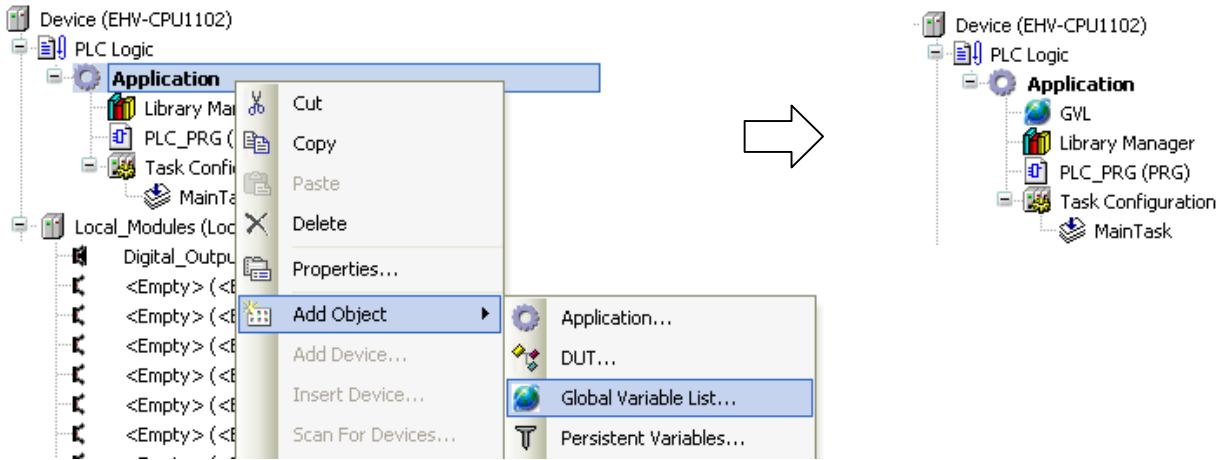 Device (EHV-CPU1102)
PLC Logic
Application
Library Mar
PLC_PRG (
Task Confi
MainTa
Local_Modules (Loc
Digital_Outpu
<Empty> (<E
<Empty> (<E
<Empty> (<E
<Empty> (<E
<Empty> (<E
<Empty> (<E
Cut
Copy
Paste
Delete
Properties...
Add Object
Add Device...
Insert Device...
Scan For Devices...
Application...
DUT...
Global Variable List...
Persistent Variables...
Device (EHV-CPU1102)
PLC Logic
Application
GVL
Library Manager
PLC_PRG (PRG)
Task Configuration
MainTask